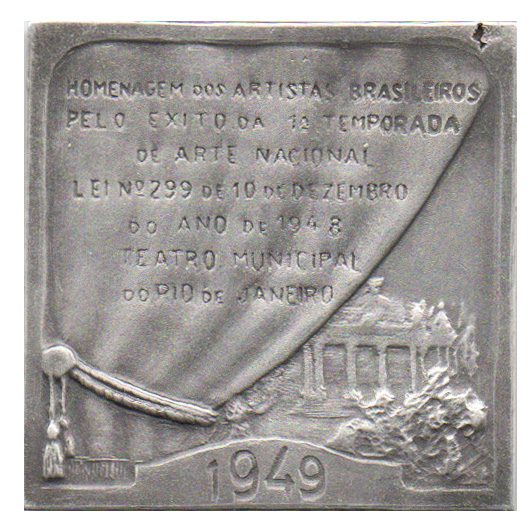 HOMENAGEM DOS ARTISTAS BRASILEIROS
PELO EXITO DA 1ª TEMPORADA
DE ARTE NACIONAL
LEI Nº 299 DE 10 DE DEZEMBRO
DO ANO DE 1948
TEATRO MUNICIPAL
DO RIO DE JANEIRO
1949